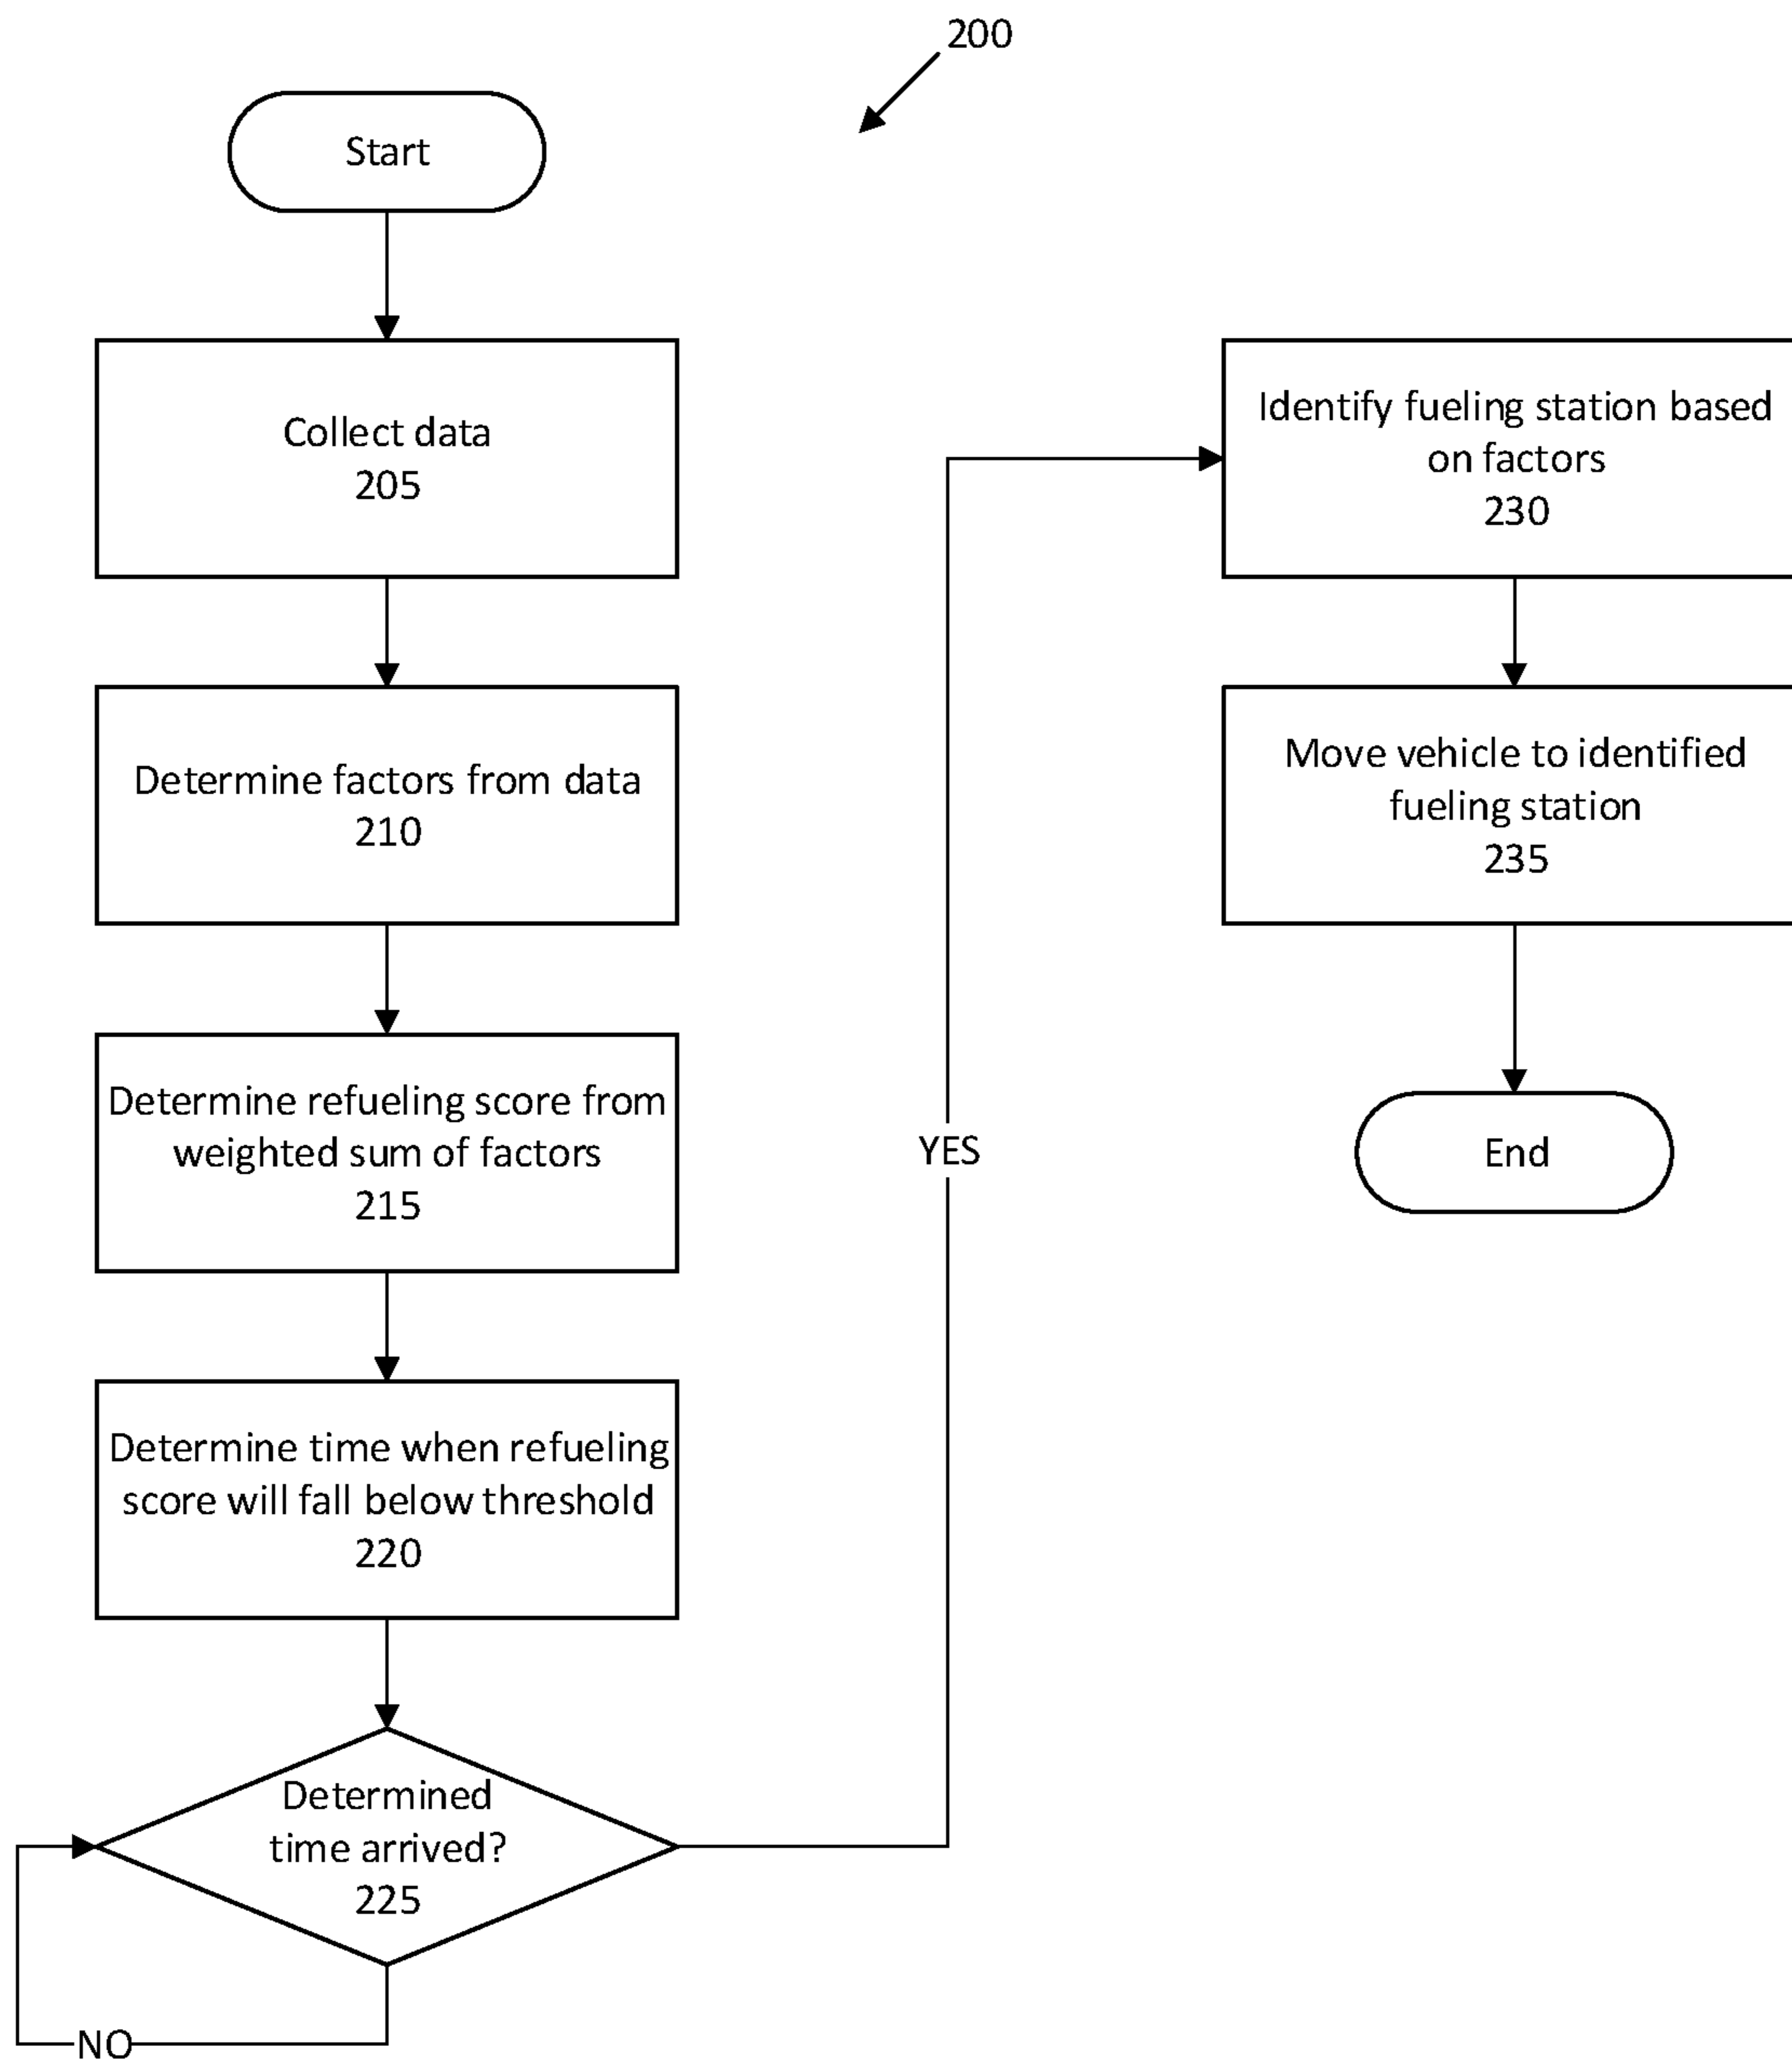 200
Start
Collect data
205
Determine factors from data
210
Determine refueling score from
weighted sum of factors
215
Determine time when refueling
score will fall below threshold
220
Determined
time arrived?
225
NO
YES
Identify fueling station based
on factors
230
Move vehicle to identified
fueling station
235
End